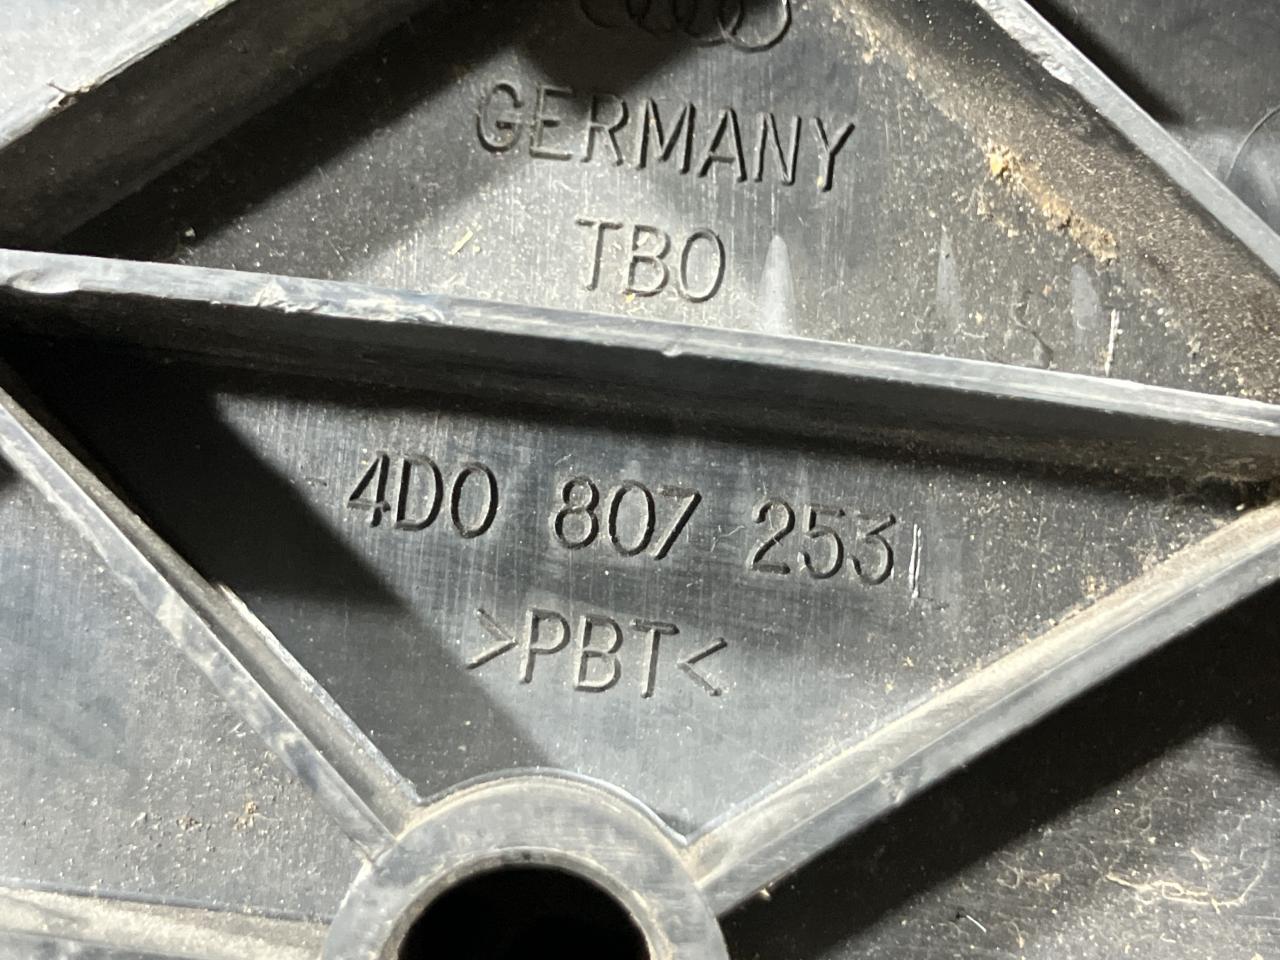 GERMANY
TBO
4D0 807 253
>PBT<